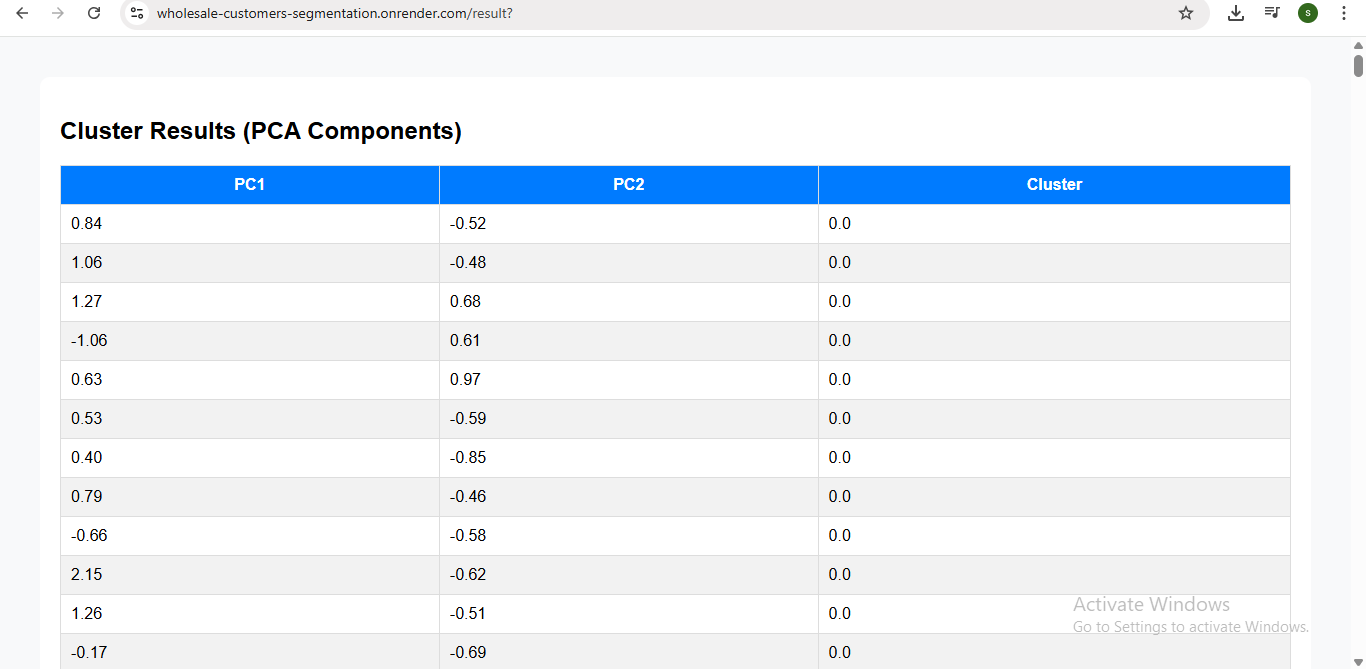 wholesale-customers-segmentation.onrender.com/result?
S
Cluster Results (PCA Components)
PC1 PC2 Cluster
0.84 -0.52 0.0
1.06 -0.48 0.0
1.27 0.68 0.0
-1.06 0.61 0.0
0.63 0.97 0.0
0.53 -0.59 0.0
0.40 -0.85 0.0
0.79 -0.46 0.0
-0.66 -0.58 0.0
2.15 -0.62 0.0
1.26 -0.51 0.0
-0.17 -0.69 0.0
Activate Windows
Go to Settings to activate Windows.